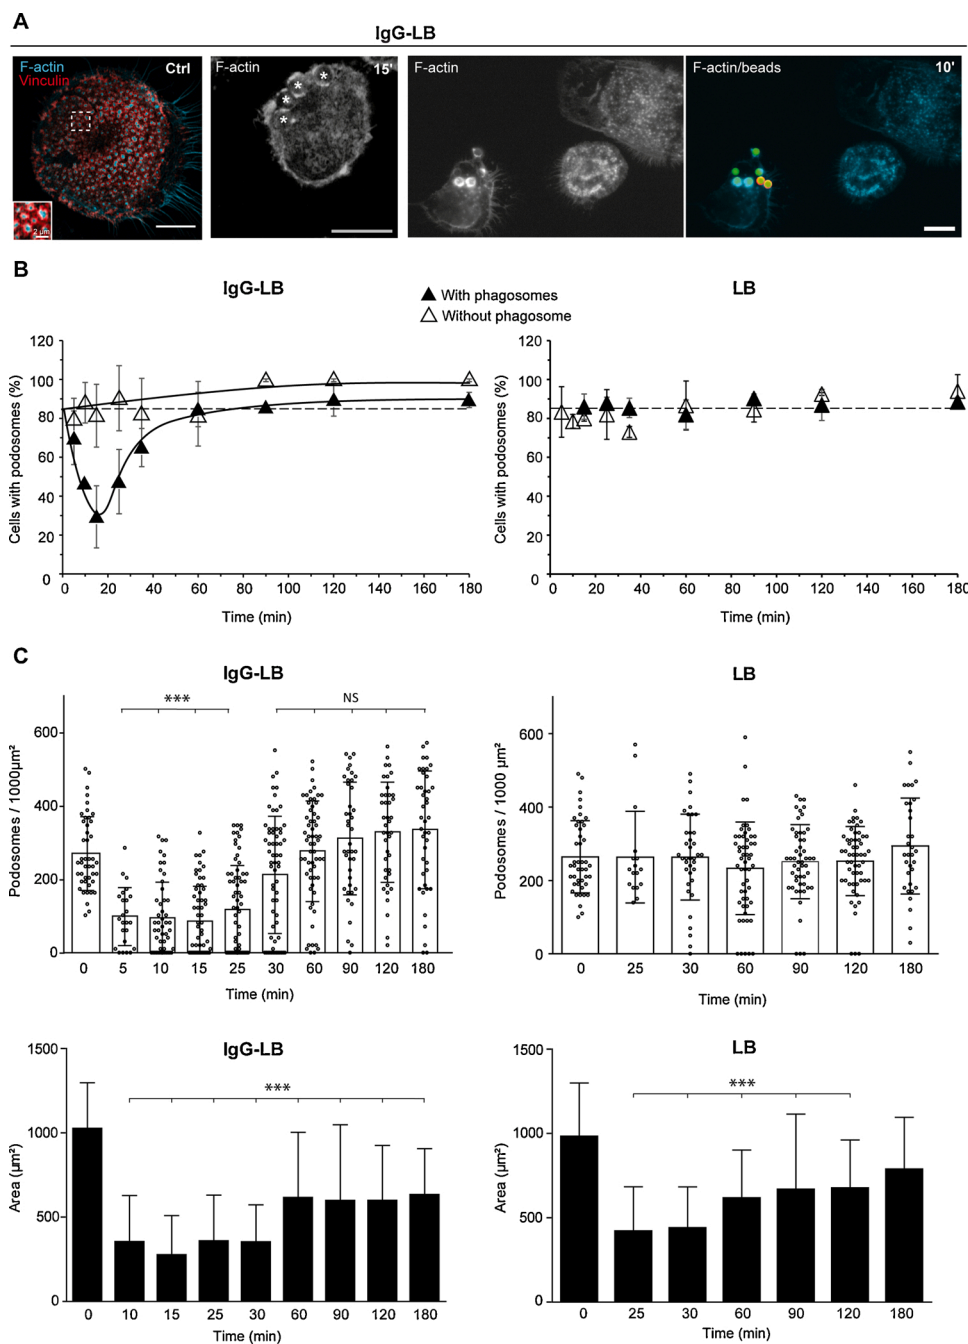 A
IgG-LB
F-actin
Vinculin
Ctrl
2 µm
F-actin
15'
* * * *
F-actin
F-actin/beads
10'
B
IgG-LB
With phagosomes
Without phagosome
LB
Cells with podosomes (%)
120
100
80
60
40
20
0
0 20 40 60 80 100 120 140 160 180
Time (min)
Cells with podosomes (%)
120
100
80
60
40
20
0
0 20 40 60 80 100 120 140 160 180
Time (min)
C
IgG-LB
***
NS
Podosomes / 1000µm²
600
400
200
0
0 5 10 15 25 30 60 90 120 180
Time (min)
LB
Podosomes / 1000 µm²
600
400
200
0
0 25 30 60 90 120 180
Time (min)
IgG-LB
***
Area (µm²)
1500
1000
500
0
0 10 15 25 30 60 90 120 180
Time (min)
LB
***
Area (µm²)
1500
1000
500
0
0 25 30 60 90 120 180
Time (min)